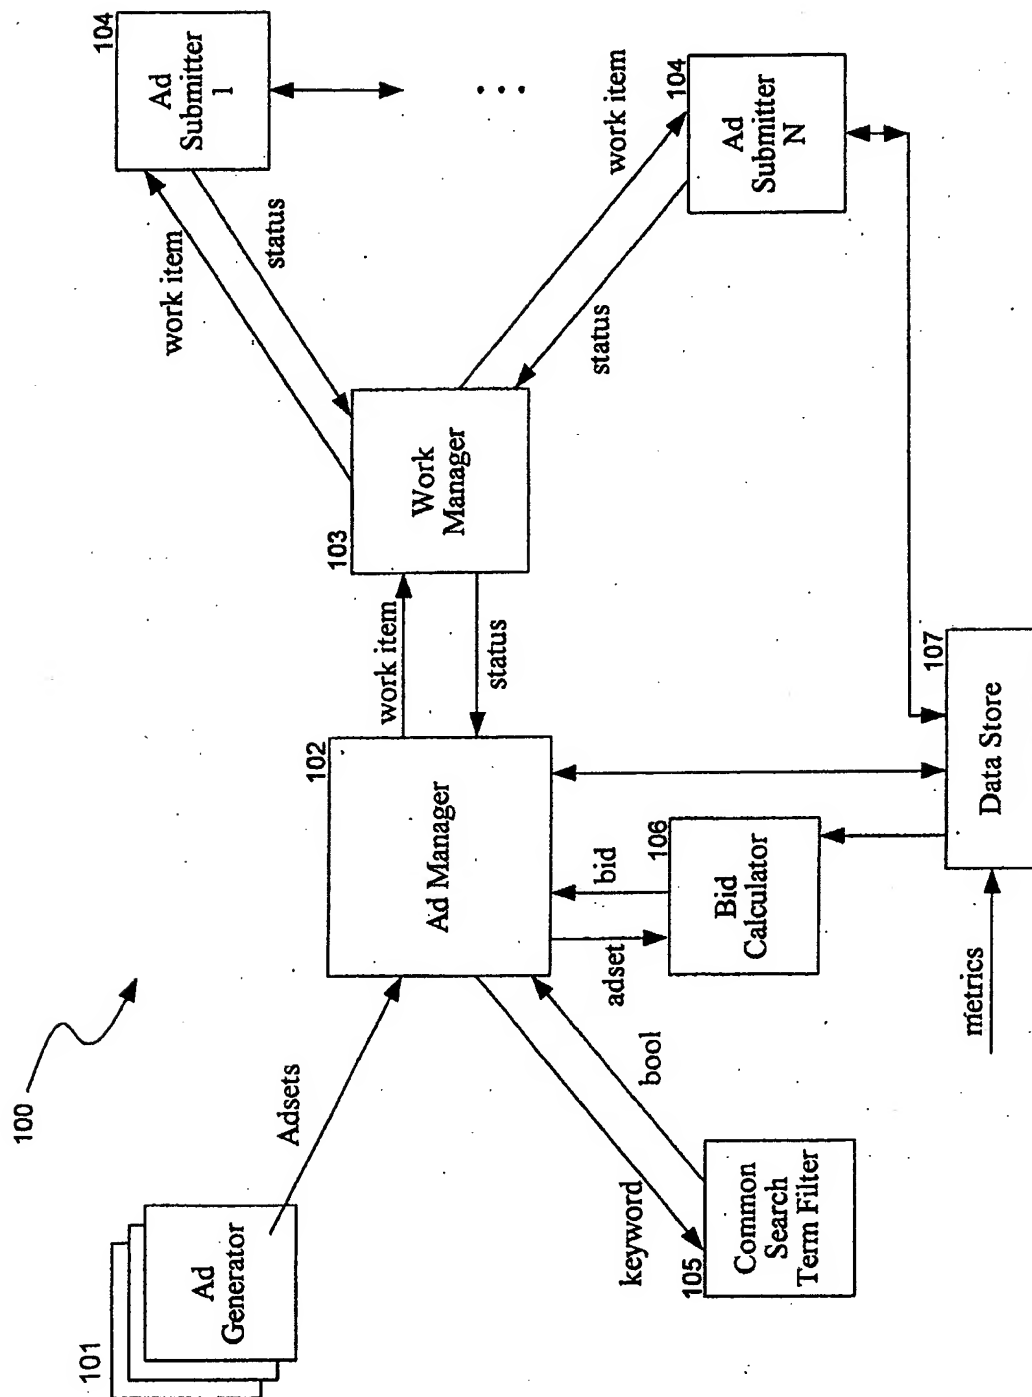 100
101
Ad
Generator
Adsets
102
Ad Manager
work item
status
103
Work
Manager
work item
status
104
Ad
Submitter
1
. . .
work item
status
104
Ad
Submitter
N
keyword
bool
105
Common
Search
Term Filter
adset
bid
106
Bid
Calculator
metrics
107
Data Store